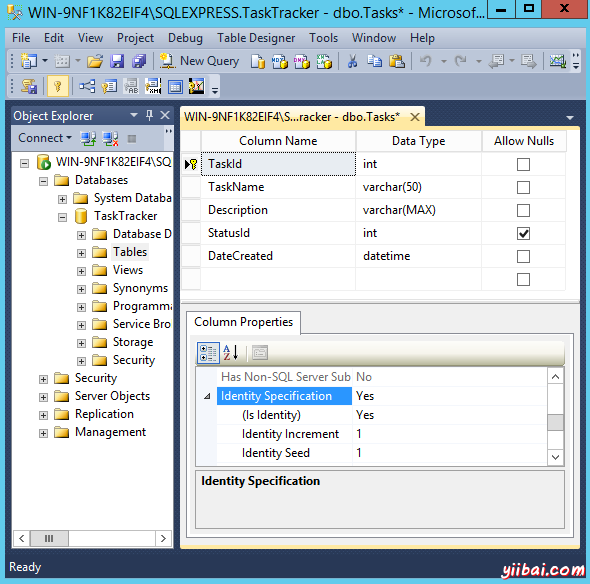 WIN-9NF1K82EIF4\SQLEXPRESS.TaskTracker - dbo.Tasks* - Microsof...
File Edit View Project Debug Table Designer Tools Window Help
New Query
Object Explorer
Connect
WIN-9NF1K82EIF4\SQ
Databases
System Databa
TaskTracker
Database D
Tables
Views
Synonyms
Programma
Service Bro
Storage
Security
Security
Server Objects
Replication
Management
WIN-9NF1K82EIF4\S...racker - dbo.Tasks*
Column Name Data Type Allow Nulls
TaskId int
TaskName varchar(50)
Description varchar(MAX)
StatusId int
DateCreated datetime
Column Properties
Has Non-SQL Server Sub No
Identity Specification Yes
(Is Identity) Yes
Identity Increment 1
Identity Seed 1
Identity Specification
Ready
yiibai.com